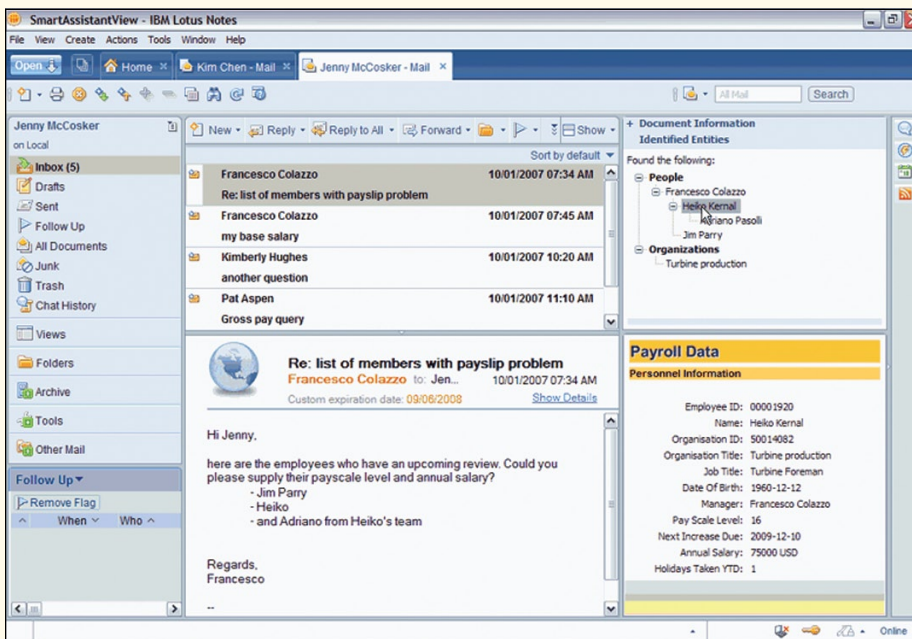 SmartAssistantView - IBM Lotus Notes
File View Create Actions Tools Window Help
Open Home Kim Chen - Mail Jenny McCosker - Mail
All Mail Search
Jenny McCosker
on Local
Inbox (5)
Drafts
Sent
Follow Up
All Documents
Junk
Trash
Chat History
Views
Folders
Archive
Tools
Other Mail
Follow Up
Remove Flag
When Who
New Reply Reply to All Forward Show
Sort by default
Francesco Colazzo 10/01/2007 07:34 AM
Re: list of members with payslip problem
Francesco Colazzo 10/01/2007 07:45 AM
my base salary
Kimberly Hughes 10/01/2007 10:20 AM
another question
Pat Aspen 10/01/2007 11:10 AM
Gross pay query
Re: list of members with payslip problem
Francesco Colazzo to: Jen... 10/01/2007 07:34 AM
Custom expiration date: 09/06/2008 Show Details
Hi Jenny,
here are the employees who have an upcoming review. Could you
please supply their payscale level and annual salary?
- Jim Parry
- Heiko
- and Adriano from Heiko's team
Regards,
Francesco
--
+ Document Information
Identified Entities
Found the following:
People
Francesco Colazzo
Heiko Kernal
Adriano Pasolli
Jim Parry
Organizations
Turbine production
Payroll Data
Personnel Information
Employee ID: 00001920
Name: Heiko Kernal
Organisation ID: 50014082
Organisation Title: Turbine production
Job Title: Turbine Foreman
Date Of Birth: 1960-12-12
Manager: Francesco Colazzo
Pay Scale Level: 16
Next Increase Due: 2009-12-10
Annual Salary: 75000 USD
Holidays Taken YTD: 1
Online